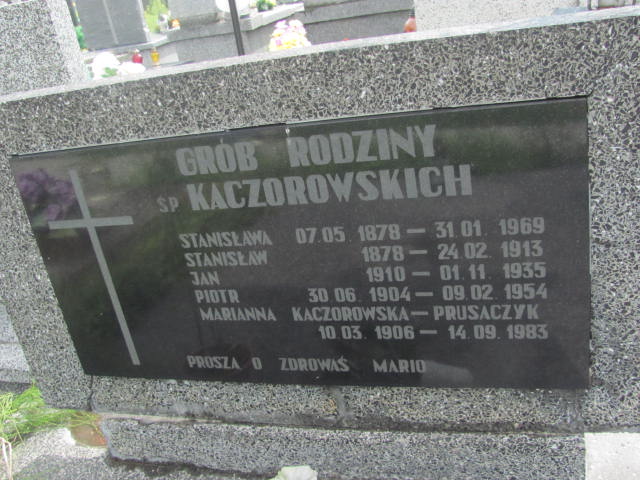 GRÓB RODZINY
ŚP. KACZOROWSKICH
STANISŁAWA 07.05 1878 – 31.01. 1969
STANISŁAW 1878 – 24.02. 1913
JAN 1910 – 01.11. 1935
PIOTR 30.06. 1904 – 09.02. 1954
MARIANNA KACZOROWSKA – PRUSACZYK
10.03. 1906 – 14.09. 1983
PROSZĄ O ZDROWAŚ MARIO